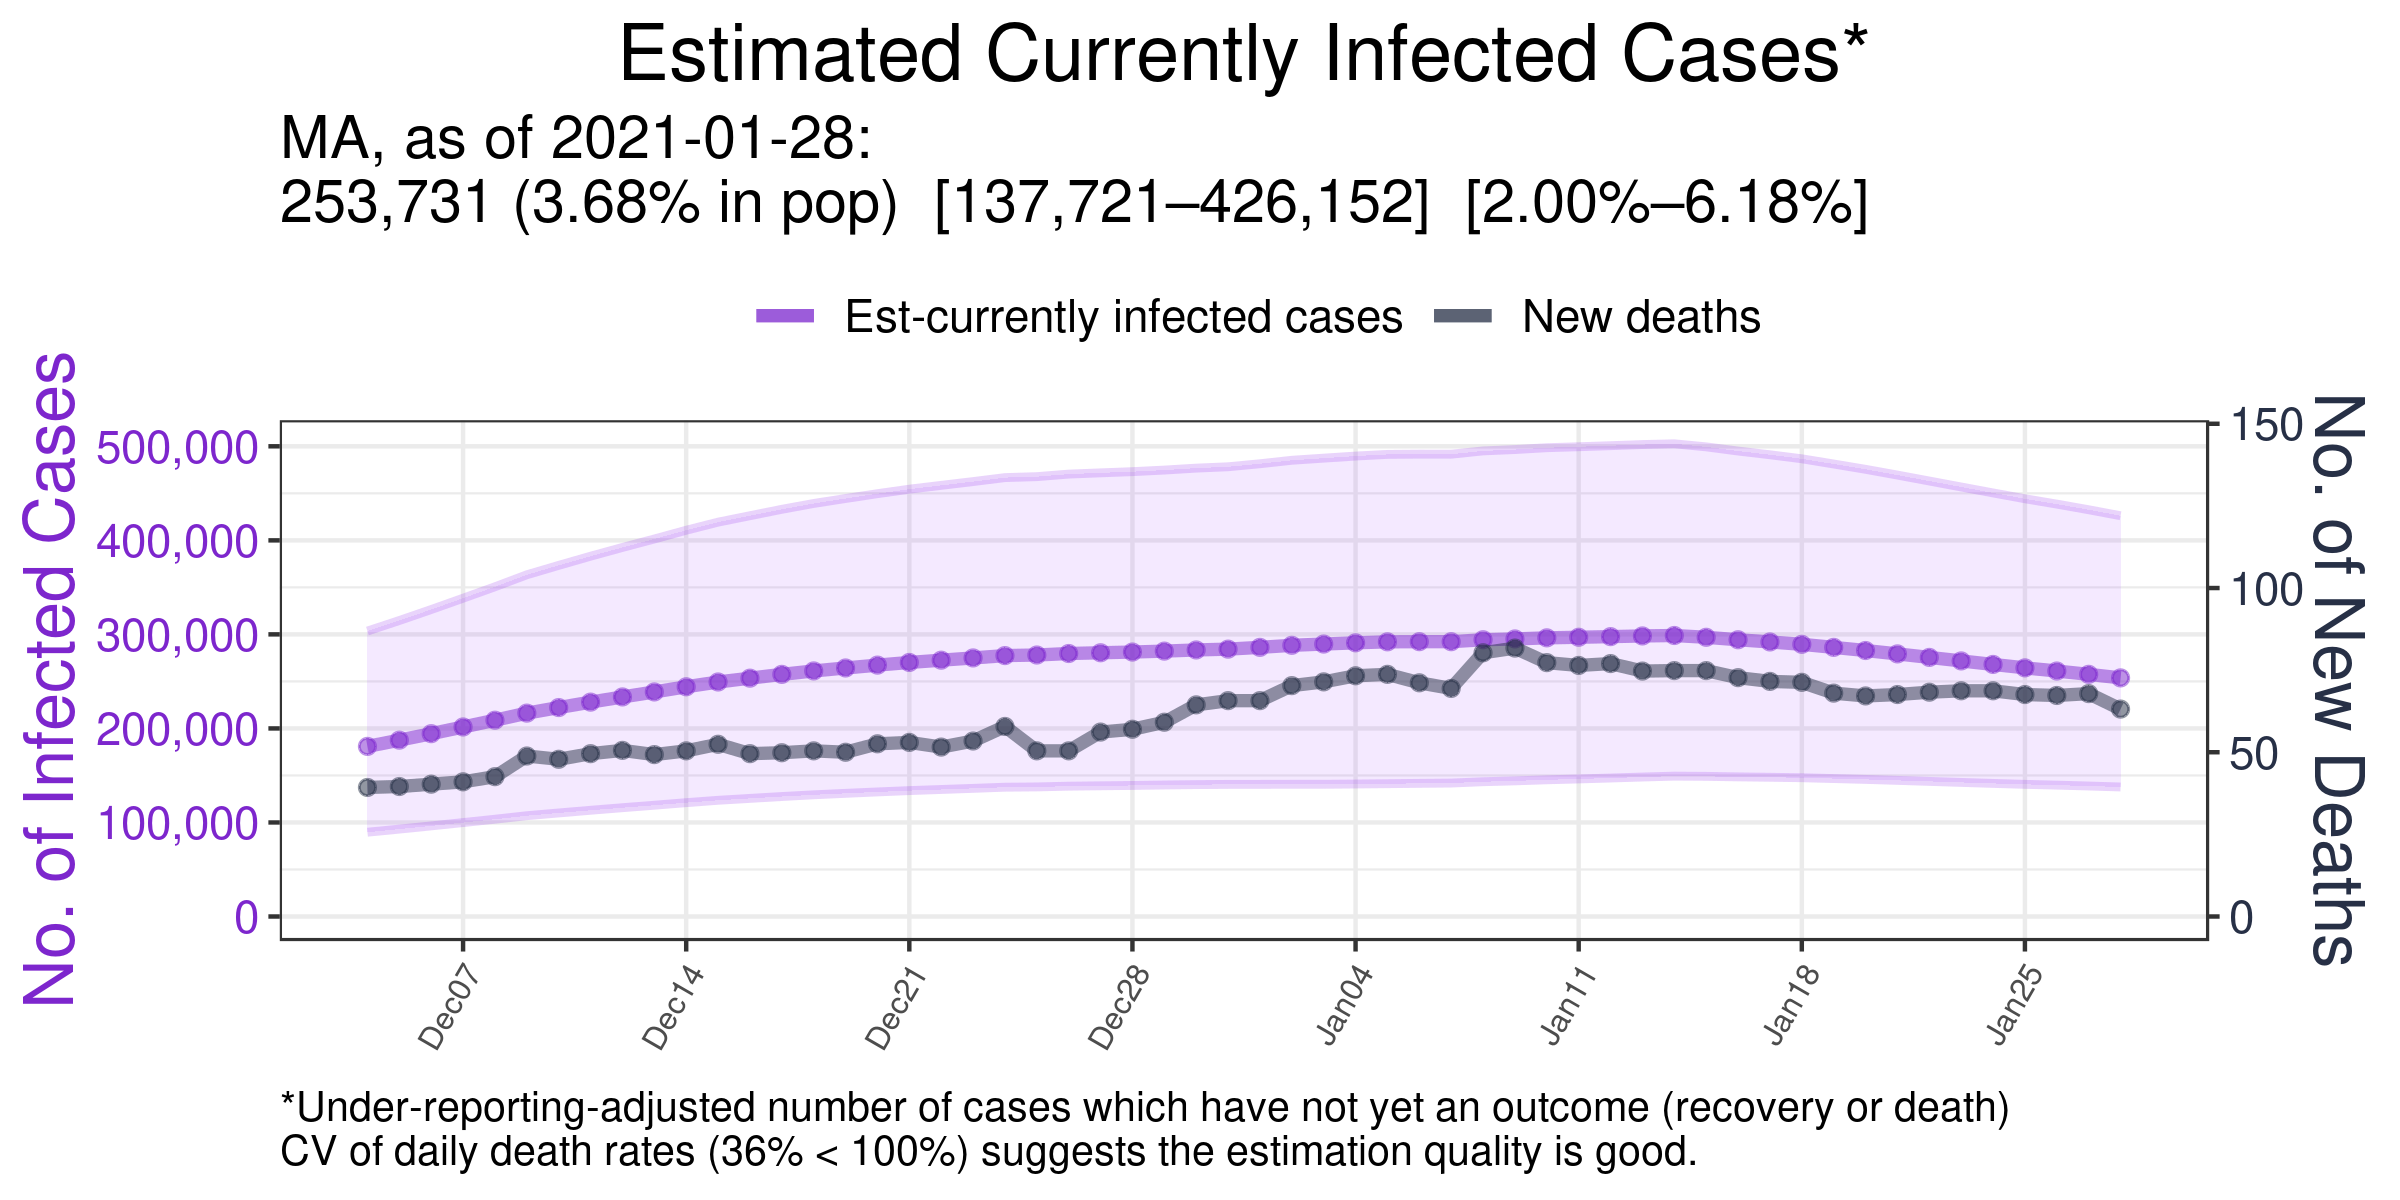 Estimated Currently Infected Cases*
MA, as of 2021-01-28:
253,731 (3.68% in pop) [137,721–426,152] [2.00%–6.18%]
Est-currently infected cases
New deaths
No. of Infected Cases
500,000
400,000
300,000
200,000
100,000
0
150
100
50
0
No. of New Deaths
Dec07
Dec14
Dec21
Dec28
Jan04
Jan11
Jan18
Jan25
*Under-reporting-adjusted number of cases which have not yet an outcome (recovery or death)
CV of daily death rates (36% < 100%) suggests the estimation quality is good.